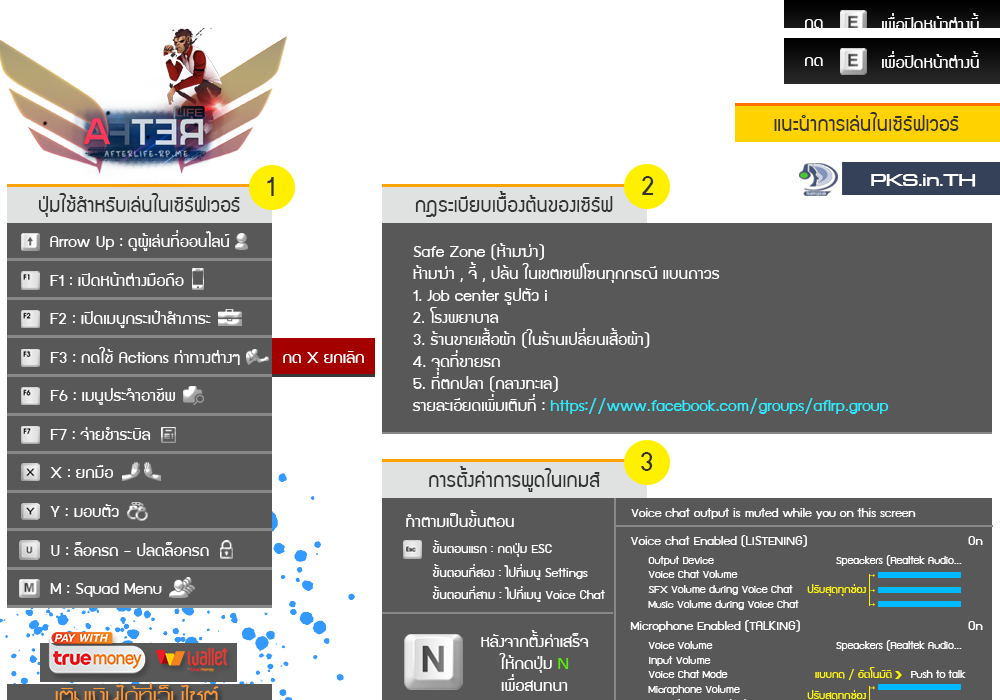 กด E เพื่อปิดหน้าต่างนี้
กด E เพื่อปิดหน้าต่างนี้
LIFE
AFTER
AFTERLIFE-RP.ME
แนะนำการเล่นในเซิร์ฟเวอร์
PKS.in.TH
1
ปุ่มใช้สำหรับเล่นในเซิร์ฟเวอร์
Arrow Up : ดูผู้เล่นที่ออนไลน์
F1 F1 : เปิดหน้าต่างมือถือ
F2 F2 : เปิดเมนูกระเป๋าสัาภาระ
F3 F3 : กดใช้ Actions ท่าทางต่างๆ
กด X ยกเลิก
F6 F6 : เมนูประจำอาชีพ
F7 F7 : จ่ายชำระบิล
X X : ยกมือ
Y Y : มอบตัว
U U : ล็อครถ - ปลดล็อครถ
M M : Squad Menu
PAY WITH
truemoney
wallet
เติมเงินได้ที่เว็บไซต์
2
กฎระเบียบเบื้องต้นของเซิร์ฟ
Safe Zone (ห้ามฆ่า)
ห้ามฆ่า , จี้ , ปล้น ในเขตเซฟโซนทุกกรณี แบนถาวร
1. Job center รูปตัว i
2. โรงพยาบาล
3. ร้านขายเสื้อผ้า (ในร้านเปลี่ยนเสื้อผ้า)
4. จุดที่ขายรถ
5. ที่ตกปลา (กลางทะเล)
รายละเอียดเพิ่มเติมที่ : https://www.facebook.com/groups/aflrp.group
3
การตั้งค่าการพูดในเกมส์
ทำตามเป็นขั้นตอน
Esc ขั้นตอนแรก : กดปุ่ม ESC
ขั้นตอนที่สอง : ไปที่เมนู Settings
ขั้นตอนที่สาม : ไปที่เมนู Voice Chat
N
หลังจากตั้งค่าเสร็จ
ให้กดปุ่ม N
เพื่อสนทนา
Voice chat output is muted while you on this screen
Voice chat Enabled (LISTENING) On
Output Device Speackers (Realtek Audio...
Voice Chat Volume
SFX Volume during Voice Chat ปรับสุดทุกช่อง
Music Volume during Voice Chat
Microphone Enabled (TALKING) On
Voice Volume Speackers (Realtek Audio...
Input Volume
Voice Chat Mode แบบกด / อัตโนมัติ Push to talk
Microphone Volume
ปรับสุดทุกช่อง